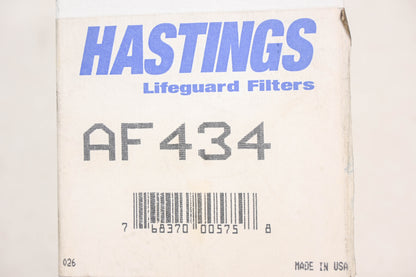 HASTINGS
Lifeguard Filters
AF434
7 68370 00575 8
026 MADE IN USA